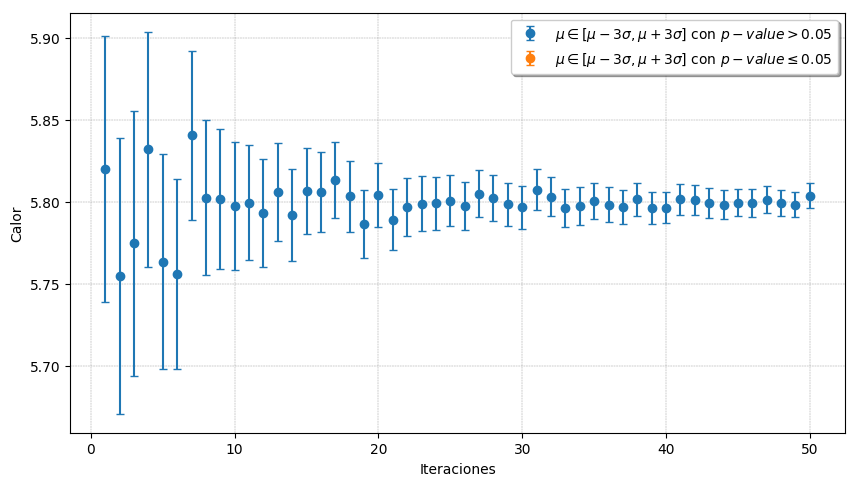 μ ∈ [μ − 3σ, μ + 3σ] con p − value > 0.05
μ ∈ [μ − 3σ, μ + 3σ] con p − value ≤ 0.05
5.90
5.85
5.80
5.75
5.70
Calor
0 10 20 30 40 50
Iteraciones